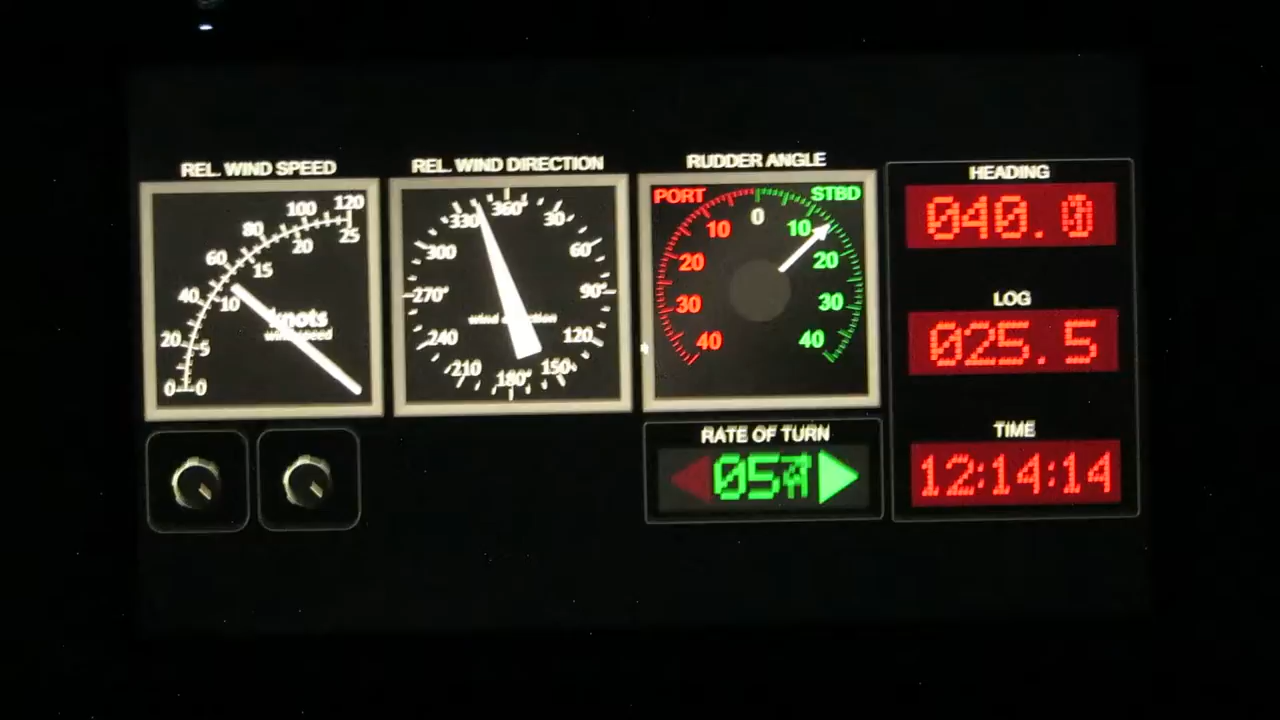 REL. WIND SPEED
0 20 40 60 80 100 120
0 5 10 15 20 25
knots
wind speed
REL. WIND DIRECTION
360° 30 60 90° 120 150 180° 210 240 270° 300 330
RUDDER ANGLE
PORT STBD
40 30 20 10 0 10 20 30 40
RATE OF TURN
HEADING
040.0
LOG
025.5
TIME
12:14:14